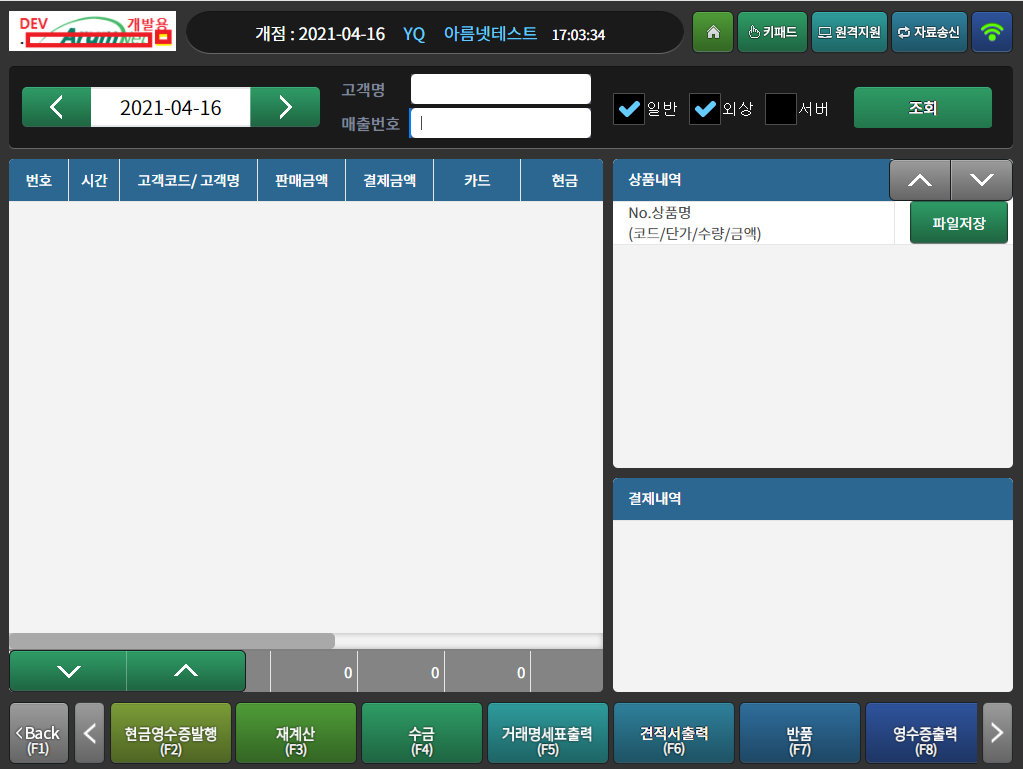 DEV
개발용
개점 : 2021-04-16 YQ 아름넷테스트 17:03:34
키패드
원격지원
자료송신
2021-04-16
고객명
매출번호
일반
외상
서버
조회
번호 시간 고객코드/ 고객명 판매금액 결제금액 카드 현금
상품내역
No.상품명
(코드/단가/수량/금액)
파일저장
결제내역
0 0 0
Back
(F1)
현금영수증발행
(F2)
재계산
(F3)
수금
(F4)
거래명세표출력
(F5)
견적서출력
(F6)
반품
(F7)
영수증출력
(F8)